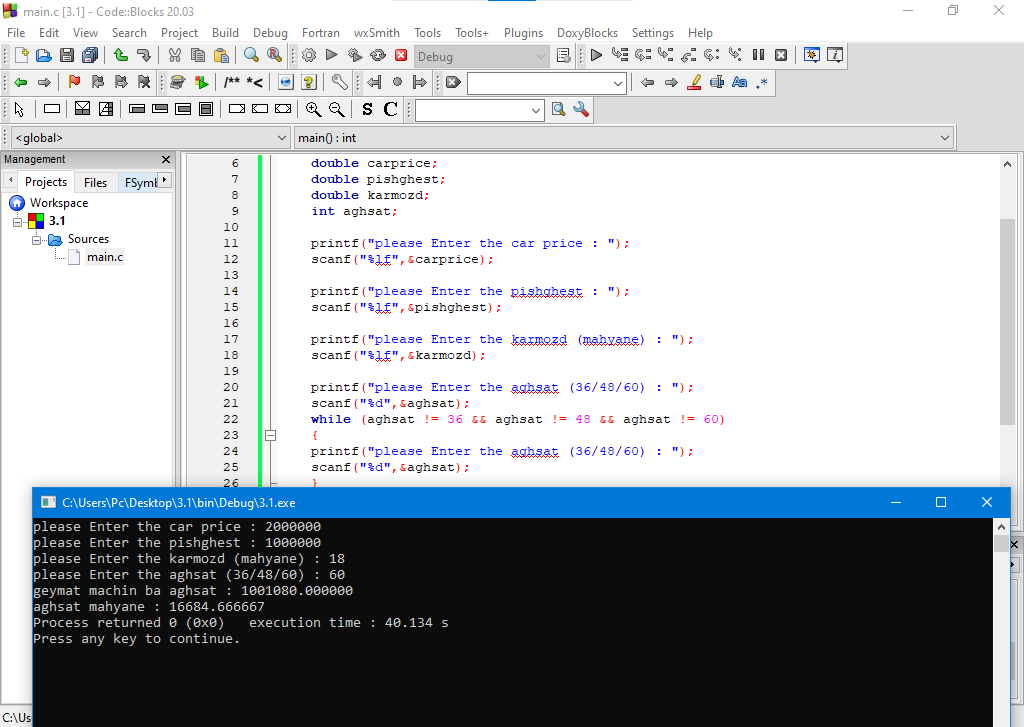 main.c [3.1] - Code::Blocks 20.03
File Edit View Search Project Build Debug Fortran wxSmith Tools Tools+ Plugins DoxyBlocks Settings Help
Debug
/** *<
S C
<global> main() : int
Management
Projects Files FSymb
Workspace
3.1
Sources
main.c
6 double carprice;
7 double pishghest;
8 double karmozd;
9 int aghsat;
10
11 printf("please Enter the car price : ");
12 scanf("%lf",&carprice);
13
14 printf("please Enter the pishghest : ");
15 scanf("%lf",&pishghest);
16
17 printf("please Enter the karmozd (mahyane) : ");
18 scanf("%lf",&karmozd);
19
20 printf("please Enter the aghsat (36/48/60) : ");
21 scanf("%d",&aghsat);
22 while (aghsat != 36 && aghsat != 48 && aghsat != 60)
23 {
24 printf("please Enter the aghsat (36/48/60) : ");
25 scanf("%d",&aghsat);
26 }
C:\Users\Pc\Desktop\3.1\bin\Debug\3.1.exe
please Enter the car price : 2000000
please Enter the pishghest : 1000000
please Enter the karmozd (mahyane) : 18
please Enter the aghsat (36/48/60) : 60
geymat machin ba aghsat : 1001080.000000
aghsat mahyane : 16684.666667
Process returned 0 (0x0)   execution time : 40.134 s
Press any key to continue.
C:\Us